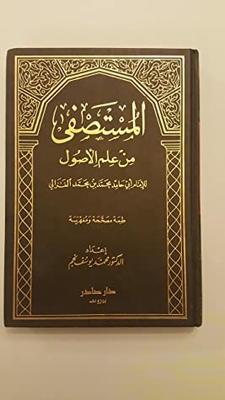 المستصفى
من علم الأصول
للإمام أبي حامد محمد بن محمد الغزالي
طبعة مصححة ومفهرسة
إعداد
الدكتور محمد يوسف نجم
دار صادر
بيروت